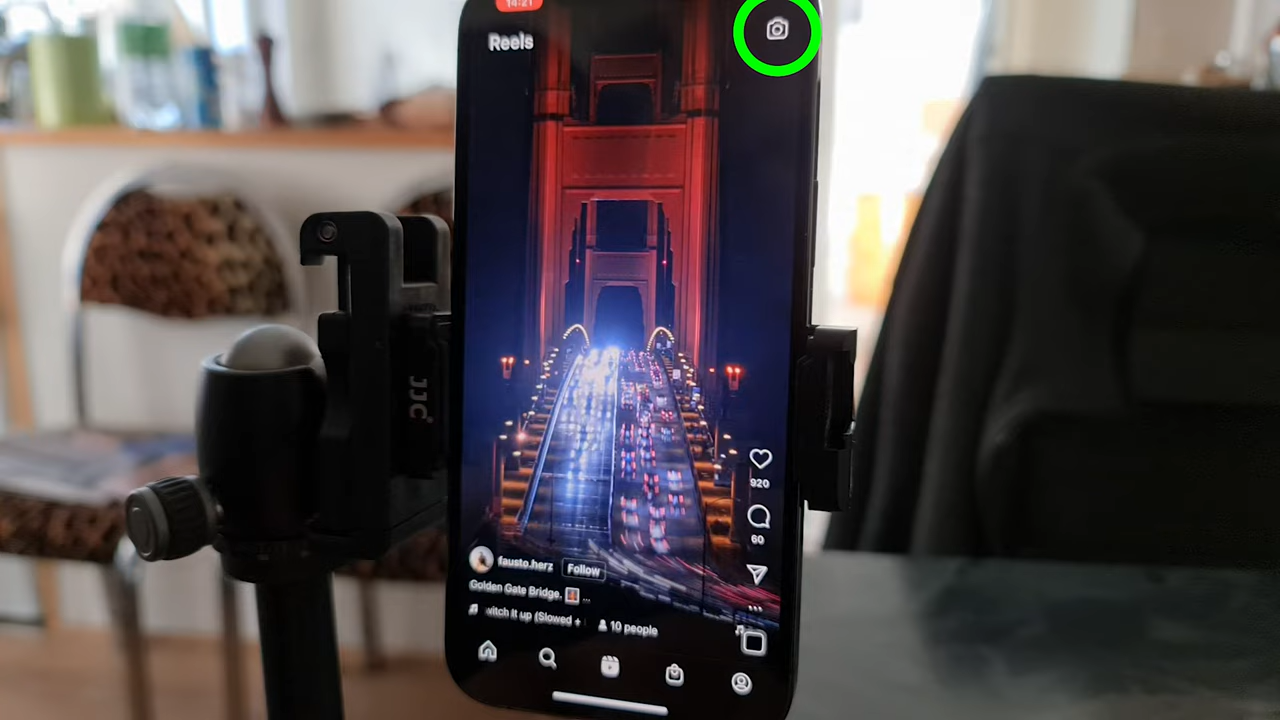 14:21
Reels
JJC
920
60
fausto.herz Follow
Golden Gate Bridge. ...
witch it up (Slowed + 10 people